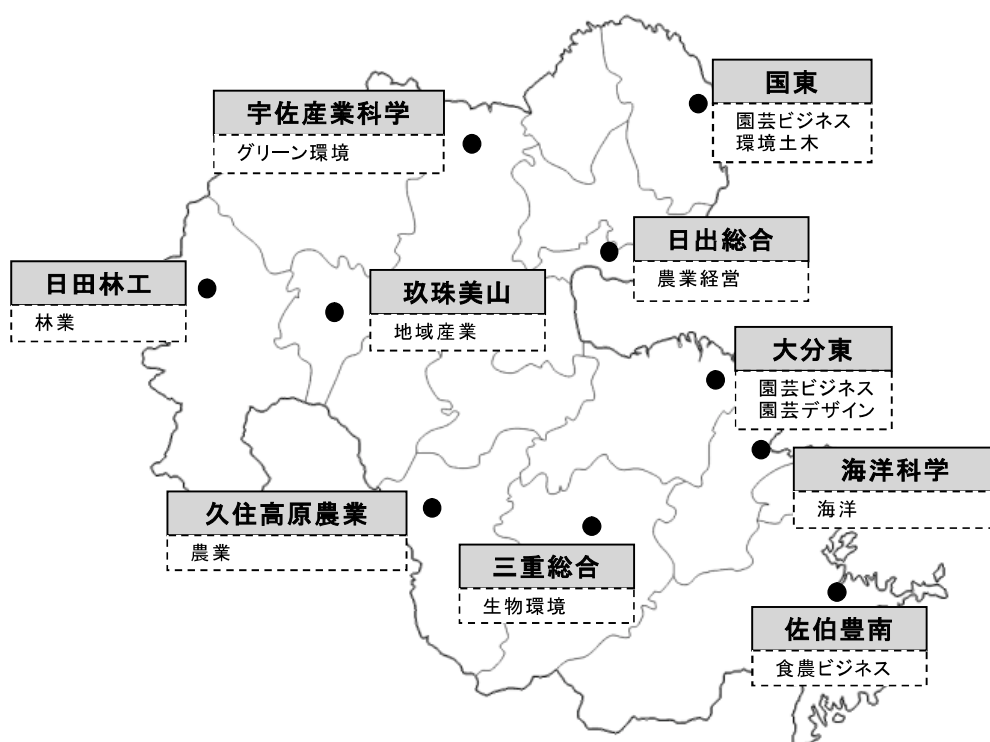 国東
園芸ビジネス
環境土木
宇佐産業科学
グリーン環境
日出総合
農業経営
日田林工
林業
玖珠美山
地域産業
大分東
園芸ビジネス
園芸デザイン
海洋科学
海洋
久住高原農業
農業
三重総合
生物環境
佐伯豊南
食農ビジネス